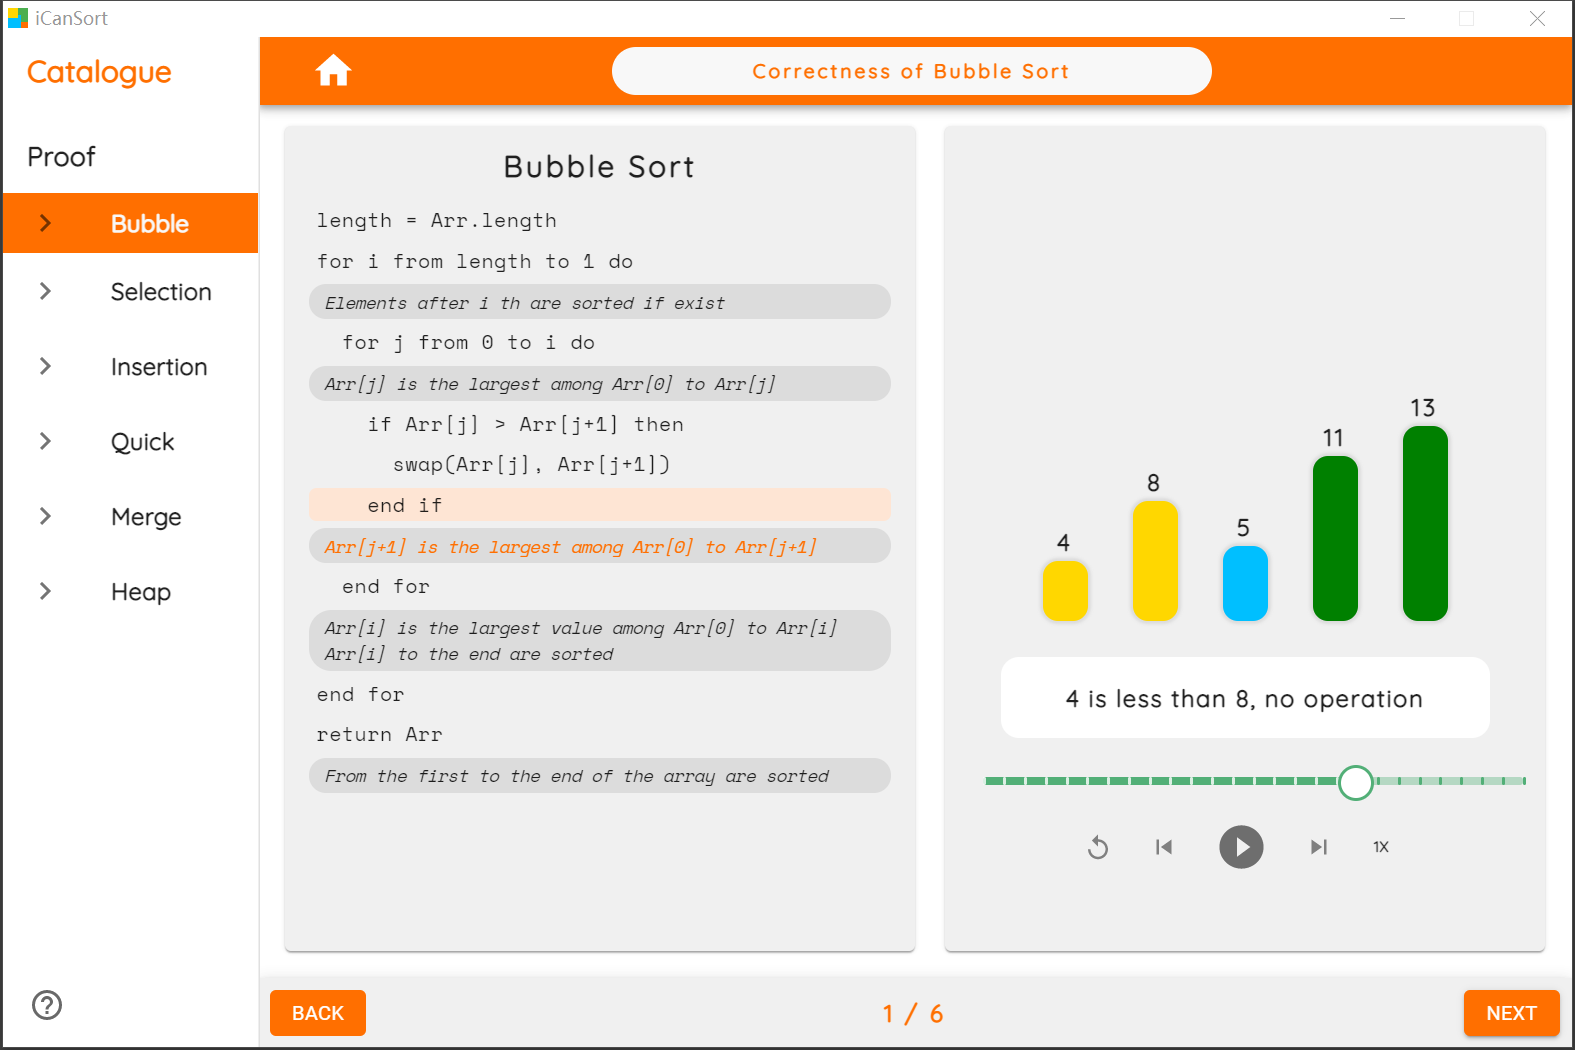 iCanSort
Catalogue
Proof
Bubble
Selection
Insertion
Quick
Merge
Heap
Correctness of Bubble Sort
Bubble Sort
length = Arr.length
for i from length to 1 do
Elements after i th are sorted if exist
for j from 0 to i do
Arr[j] is the largest among Arr[0] to Arr[j]
if Arr[j] > Arr[j+1] then
swap(Arr[j], Arr[j+1])
end if
Arr[j+1] is the largest among Arr[0] to Arr[j+1]
end for
Arr[i] is the largest value among Arr[0] to Arr[i]
Arr[i] to the end are sorted
end for
return Arr
From the first to the end of the array are sorted
4
8
5
11
13
4 is less than 8, no operation
1X
BACK
1 / 6
NEXT